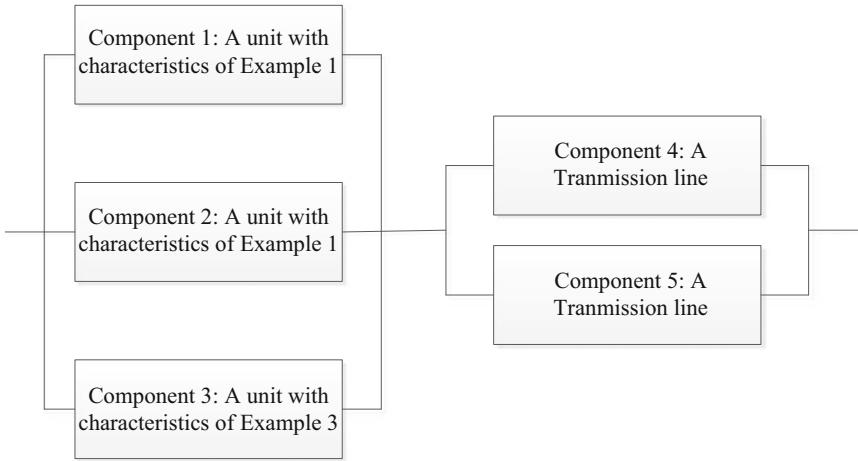 Component 1: A unit with
characteristics of Example 1
Component 2: A unit with
characteristics of Example 1
Component 3: A unit with
characteristics of Example 3
Component 4: A
Tranmission line
Component 5: A
Tranmission line